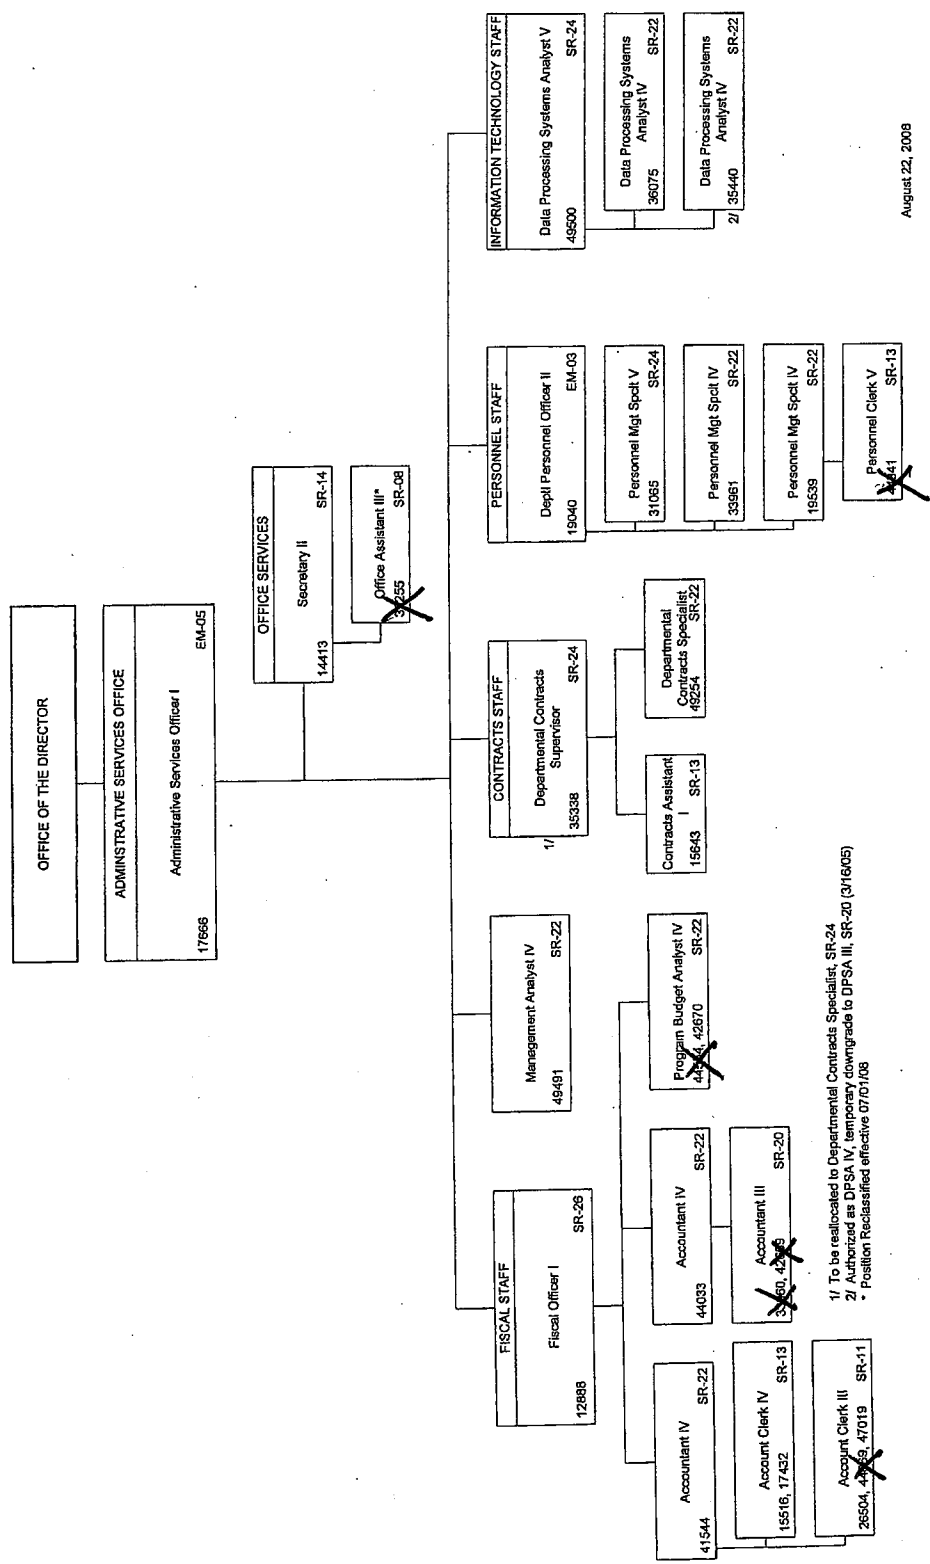 OFFICE OF THE DIRECTOR
ADMINSTRATIVE SERVICES OFFICE
Administrative Services Officer I
17666 EM-05
OFFICE SERVICES
Secretary II
14413 SR-14
Office Assistant III*
SR-08
FISCAL STAFF
Fiscal Officer I
12888 SR-26
Management Analyst IV
49491 SR-22
CONTRACTS STAFF
Departmental Contracts
Supervisor
1/ 35338 SR-24
PERSONNEL STAFF
Deptl Personnel Officer II
19040 EM-03
INFORMATION TECHNOLOGY STAFF
Data Processing Systems Analyst V
49600 SR-24
Accountant IV
41544 SR-22
Account Clerk IV
15516, 17432 SR-13
Account Clerk III
26504, 47019 SR-11
Accountant IV
44033 SR-22
Accountant III
SR-20
Program Budget Analyst IV
42670 SR-22
Contracts Assistant
I
15643 SR-13
Departmental
Contracts Specialist
49254 SR-22
Personnel Mgt Spclt V
31065 SR-24
Personnel Mgt Spclt IV
33961 SR-22
Personnel Mgt Spclt IV
19539 SR-22
Personnel Clerk V
SR-13
Data Processing Systems
Analyst IV
36075 SR-22
Data Processing Systems
Analyst IV
2/ 35440 SR-22
1/ To be reallocated to Departmental Contracts Specialist, SR-24
2/ Authorized as DPSA IV, temporary downgrade to DPSA III, SR-20 (3/16/05)
* Position Reclassified effective 07/01/08
August 22, 2008